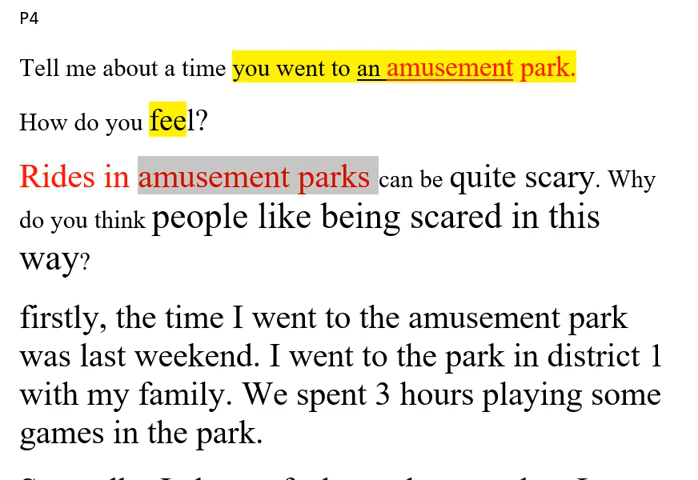 P4
Tell me about a time you went to an amusement park.
How do you feel?
Rides in amusement parks can be quite scary. Why
do you think people like being scared in this
way?
firstly, the time I went to the amusement park
was last weekend. I went to the park in district 1
with my family. We spent 3 hours playing some
games in the park.